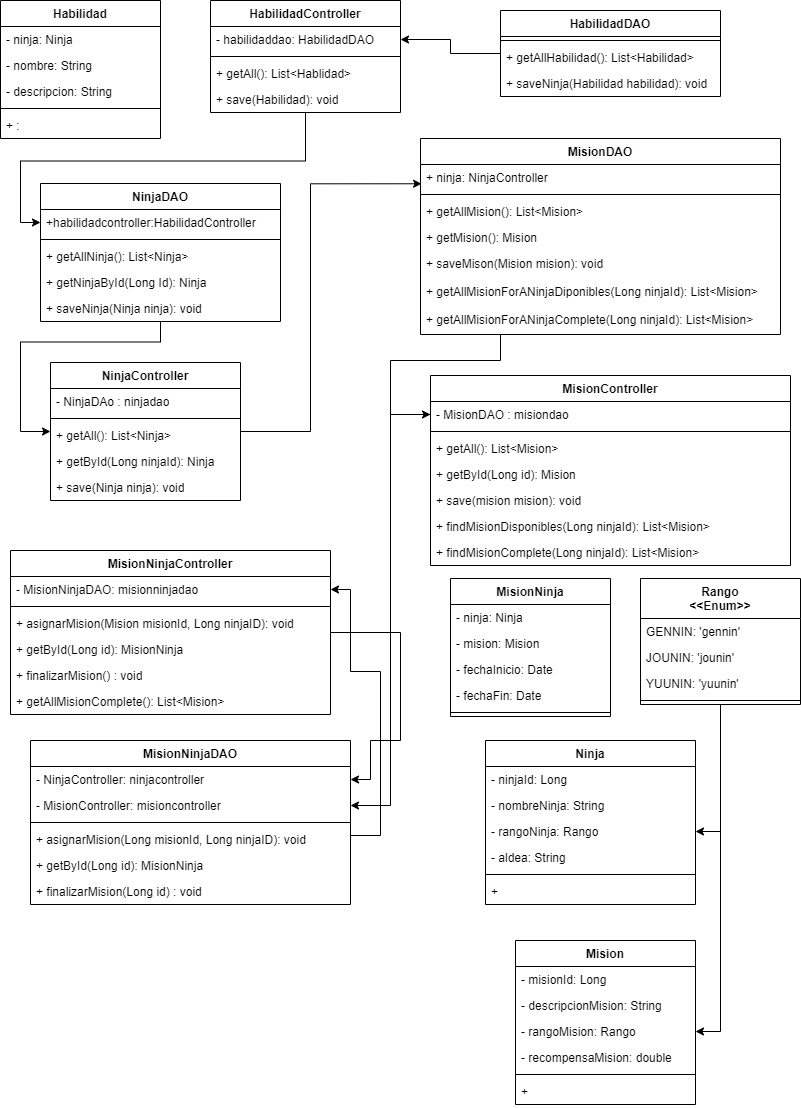 Habilidad
- ninja: Ninja
- nombre: String
- descripcion: String
+ :
HabilidadController
- habilidaddao: HabilidadDAO
+ getAll(): List<Hablidad>
+ save(Habilidad): void
HabilidadDAO
+ getAllHabilidad(): List<Habilidad>
+ saveNinja(Habilidad habilidad): void
MisionDAO
+ ninja: NinjaController
+ getAllMision(): List<Mision>
+ getMision(): Mision
+ saveMison(Mision mision): void
+ getAllMisionForANinjaDiponibles(Long ninjaId): List<Mision>
+ getAllMisionForANinjaComplete(Long ninjaId): List<Mision>
NinjaDAO
+habilidadcontroller:HabilidadController
+ getAllNinja(): List<Ninja>
+ getNinjaById(Long Id): Ninja
+ saveNinja(Ninja ninja): void
NinjaController
- NinjaDAo : ninjadao
+ getAll(): List<Ninja>
+ getById(Long ninjaId): Ninja
+ save(Ninja ninja): void
MisionController
- MisionDAO : misiondao
+ getAll(): List<Mision>
+ getById(Long id): Mision
+ save(mision mision): void
+ findMisionDisponibles(Long ninjaId): List<Mision>
+ findMisionComplete(Long ninjaId): List<Mision>
MisionNinjaController
- MisionNinjaDAO: misionninjadao
+ asignarMision(Mision misionId, Long ninjaID): void
+ getById(Long id): MisionNinja
+ finalizarMision() : void
+ getAllMisionComplete(): List<Mision>
MisionNinja
- ninja: Ninja
- mision: Mision
- fechaInicio: Date
- fechaFin: Date
Rango
<<Enum>>
GENNIN: 'gennin'
JOUNIN: 'jounin'
YUUNIN: 'yuunin'
MisionNinjaDAO
- NinjaController: ninjacontroller
- MisionController: misioncontroller
+ asignarMision(Long misionId, Long ninjaID): void
+ getById(Long id): MisionNinja
+ finalizarMision(Long id) : void
Ninja
- ninjaId: Long
- nombreNinja: String
- rangoNinja: Rango
- aldea: String
+
Mision
- misionId: Long
- descripcionMision: String
- rangoMision: Rango
- recompensaMision: double
+